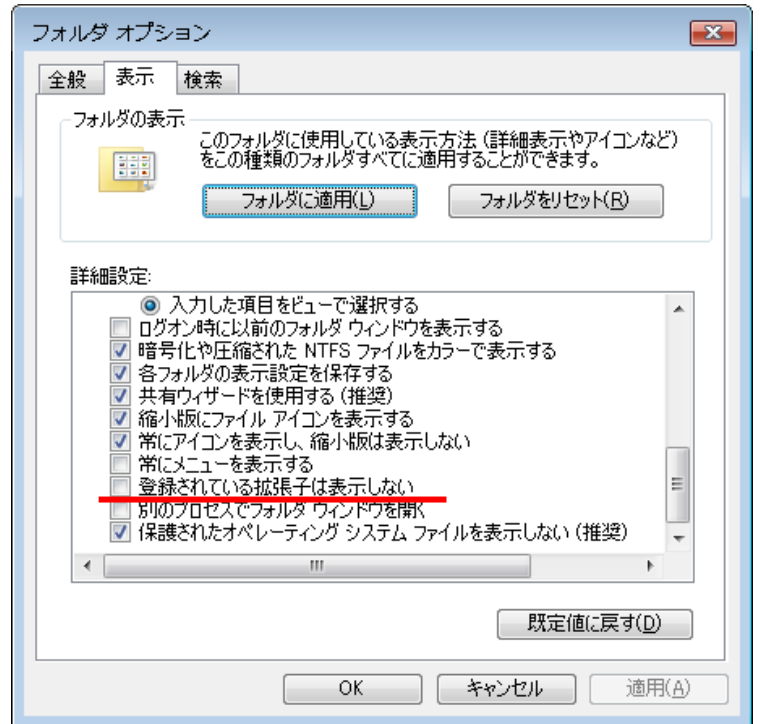 フォルダ オプション
全般 表示 検索
フォルダの表示
このフォルダに使用している表示方法 (詳細表示やアイコンなど)
をこの種類のフォルダすべてに適用することができます。
フォルダに適用(L) フォルダをリセット(R)
詳細設定:
入力した項目をビューで選択する
ログオン時に以前のフォルダ ウィンドウを表示する
暗号化や圧縮された NTFS ファイルをカラーで表示する
各フォルダの表示設定を保存する
共有ウィザードを使用する (推奨)
縮小版にファイル アイコンを表示する
常にアイコンを表示し、縮小版は表示しない
常にメニューを表示する
登録されている拡張子は表示しない
別のプロセスでフォルダ ウィンドウを開く
保護されたオペレーティング システム ファイルを表示しない (推奨)
既定値に戻す(D)
OK キャンセル 適用(A)